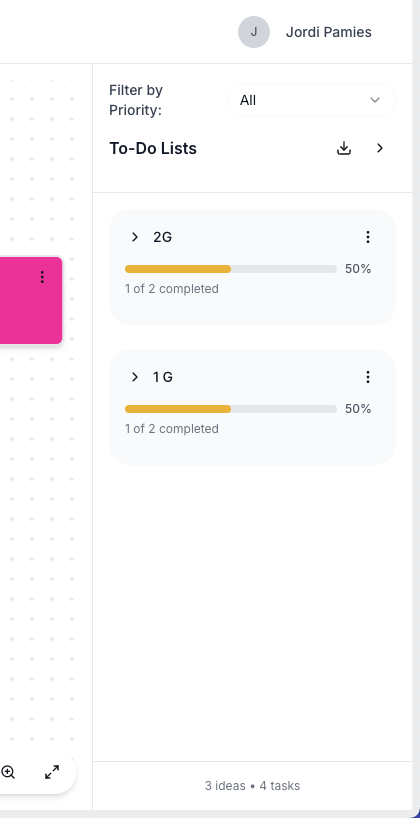 J
Jordi Pamies
Filter by
Priority:
All
To-Do Lists
2G
50%
1 of 2 completed
1 G
50%
1 of 2 completed
3 ideas • 4 tasks